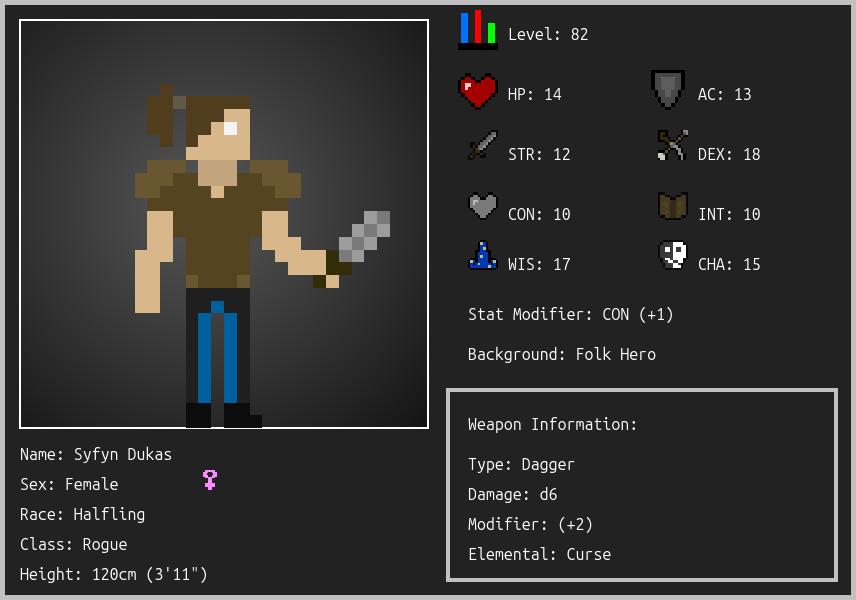 Level: 82
HP: 14
AC: 13
STR: 12
DEX: 18
CON: 10
INT: 10
WIS: 17
CHA: 15
Stat Modifier: CON (+1)
Background: Folk Hero
Weapon Information:
Type: Dagger
Damage: d6
Modifier: (+2)
Elemental: Curse
Name: Syfyn Dukas
Sex: Female
Race: Halfling
Class: Rogue
Height: 120cm (3'11")